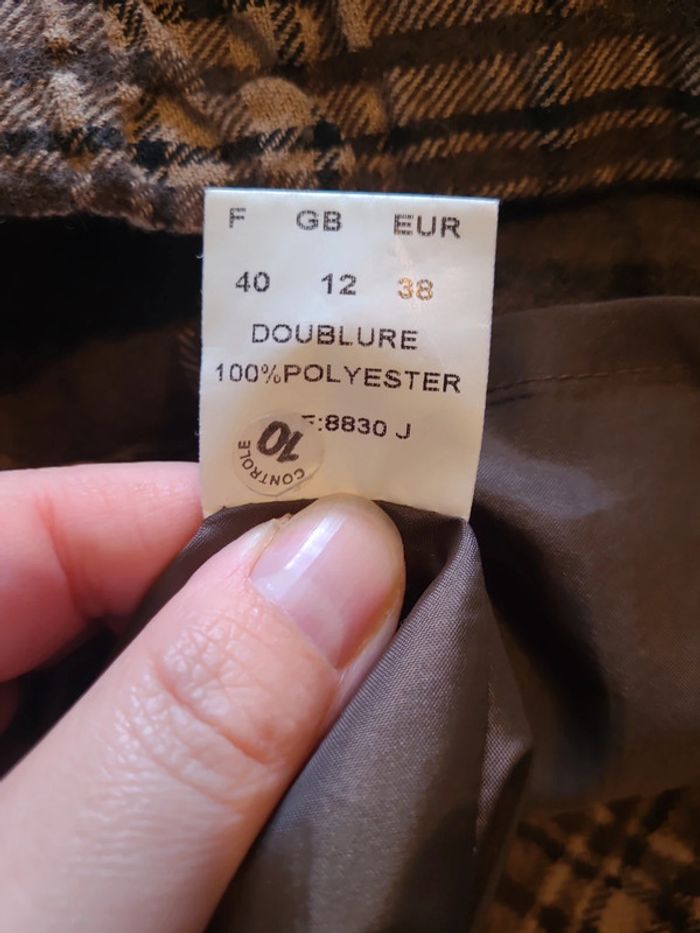 F GB EUR
40 12 38
DOUBLURE
100%POLYESTER
:8830 J
10
CONTROLE